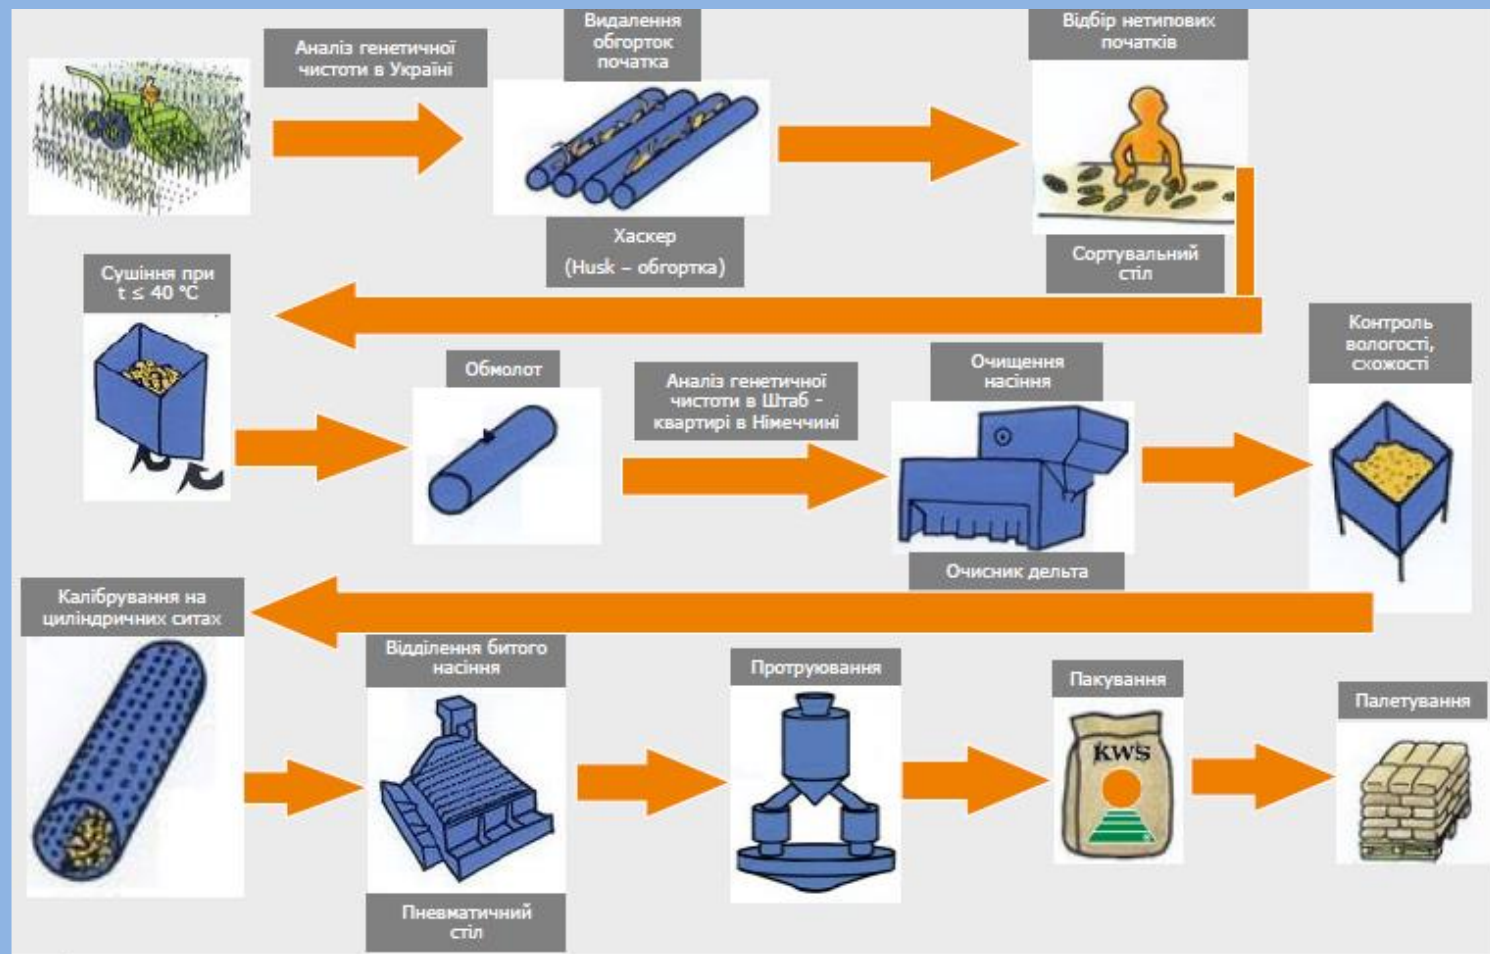 Аналіз генетичної
чистоти в Україні
Видалення
обгорток
початка
Відбір нетипових
початків
Хаскер
(Husk – обгортка)
Сортувальний
стіл
Сушіння при
t ≤ 40 °C
Обмолот
Аналіз генетичної
чистоти в Штаб -
квартирі в Німеччині
Очищення
насіння
Контроль
вологості,
схожості
Очисник дельта
Калібрування на
циліндричних ситах
Відділення битого
насіння
Протруювання
Пакування
Палетування
KWS
Пневматичний
стіл